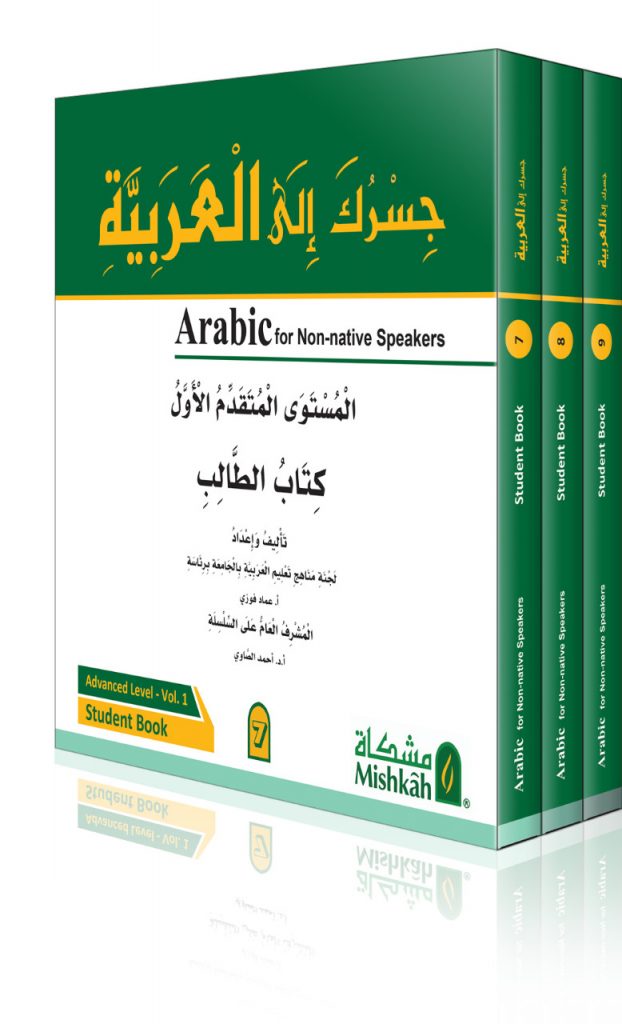 جِسْرُكَ إِلَى الْعَرَبِيَّةِ
Arabic for Non-native Speakers
الْمُسْتَوَى الْمُتَقَدِّمُ الْأَوَّلُ
كِتَابُ الطَّالِبِ
تَأْلِيفُ وَإِعْدَادُ
لَجْنَةِ مَنَاهِجِ تَعْلِيمِ الْعَرَبِيَّةِ بِالْجَامِعَةِ بِرِئَاسَةِ
أ. عماد فوزي
الْمُشْرِفُ الْعَامُّ عَلَى السِّلْسِلَةِ
أ.د. أحمد الصَّاوي
Advanced Level - Vol. 1
Student Book
7
مشكاة
Mishkâh
®
جسرك إلى العربية
7
Student Book
Arabic for Non-native Speakers
جسرك إلى العربية
8
Student Book
Arabic for Non-native Speakers
جسرك إلى العربية
9
Student Book
Arabic for Non-native Speakers